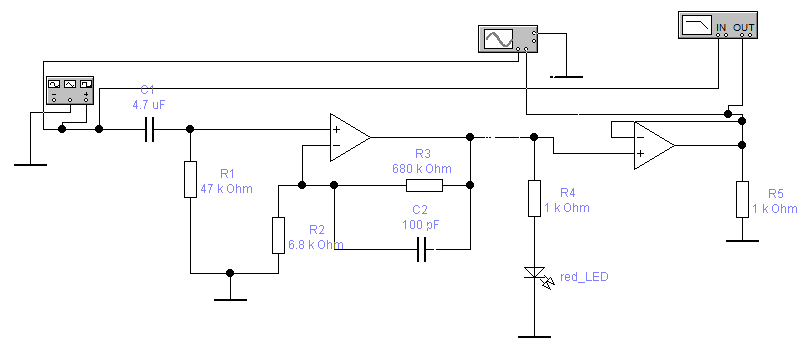 IN OUT
C1
4.7 uF
R1
47 k Ohm
R2
6.8 k Ohm
R3
680 k Ohm
C2
100 pF
R4
1 k Ohm
red_LED
R5
1 k Ohm